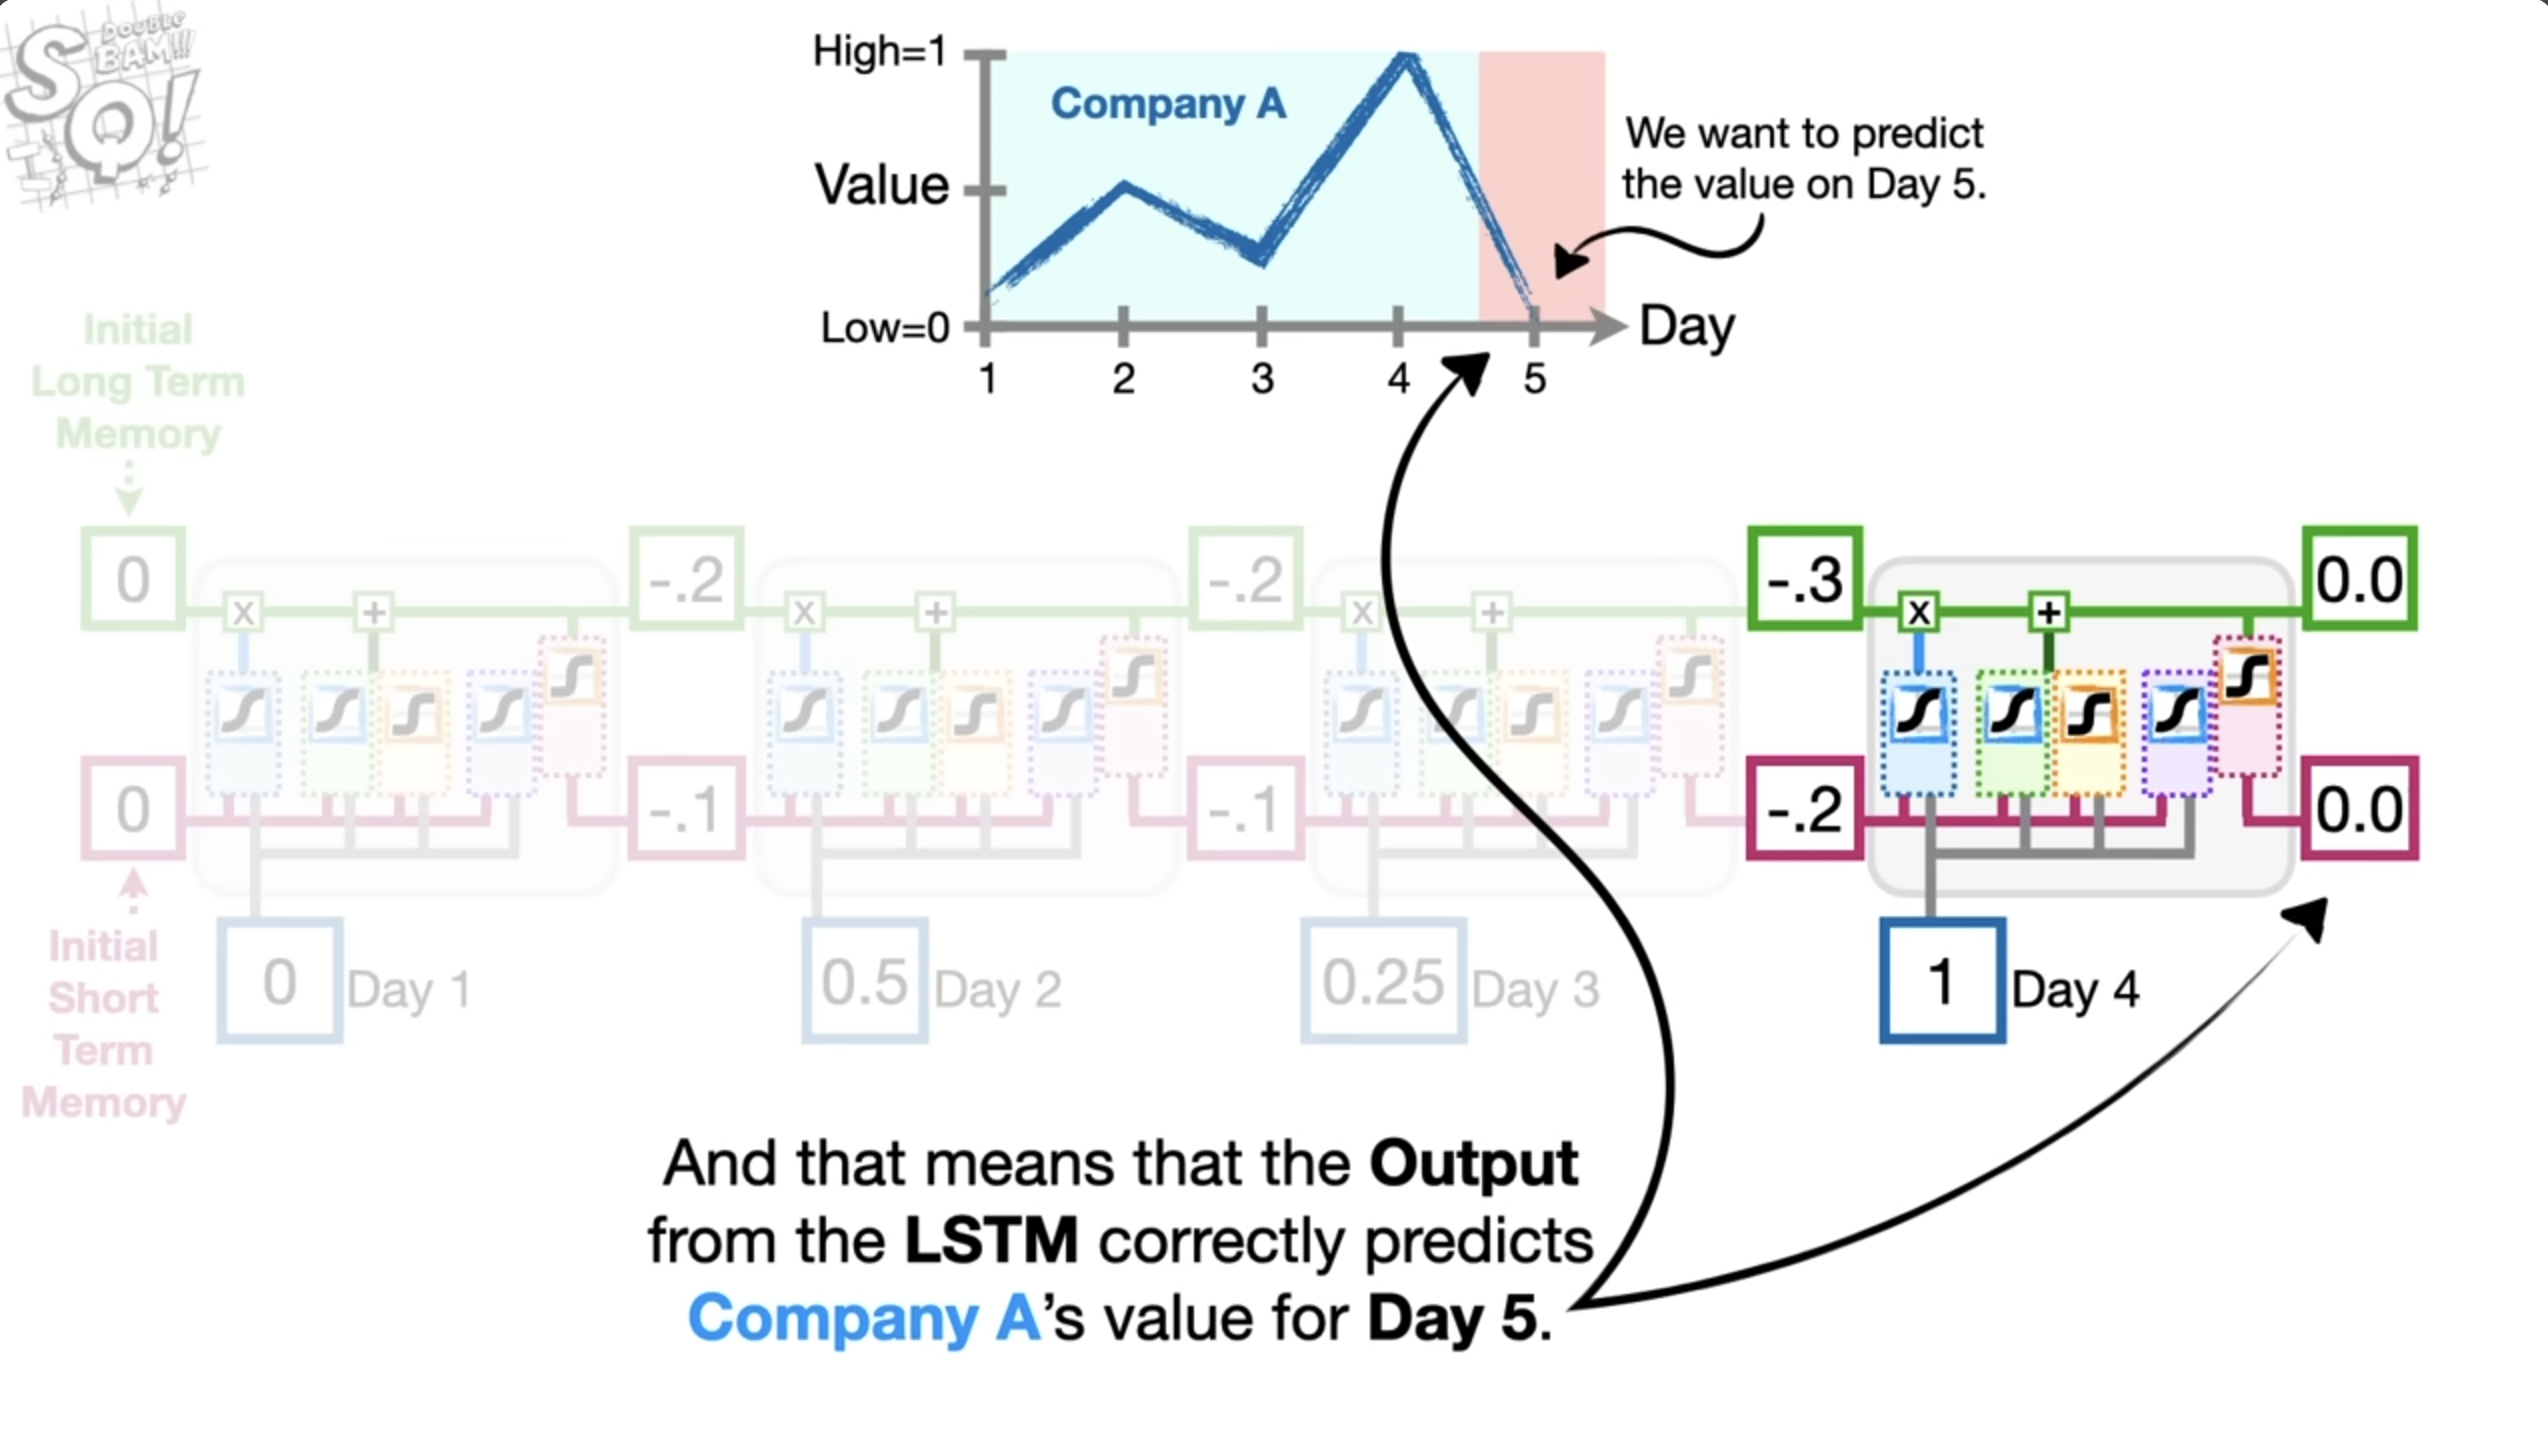 DOUBLE
BAM!!!
SQ!
High=1
Company A
Value
Low=0
Day
1 2 3 4 5
We want to predict
the value on Day 5.
Initial
Long Term
Memory
0 -.2 -.2 -.3 0.0
x + x + x + x +
0 -.1 -.1 -.2 0.0
Initial
Short
Term
Memory
0 Day 1 0.5 Day 2 0.25 Day 3 1 Day 4
And that means that the Output
from the LSTM correctly predicts
Company A’s value for Day 5.